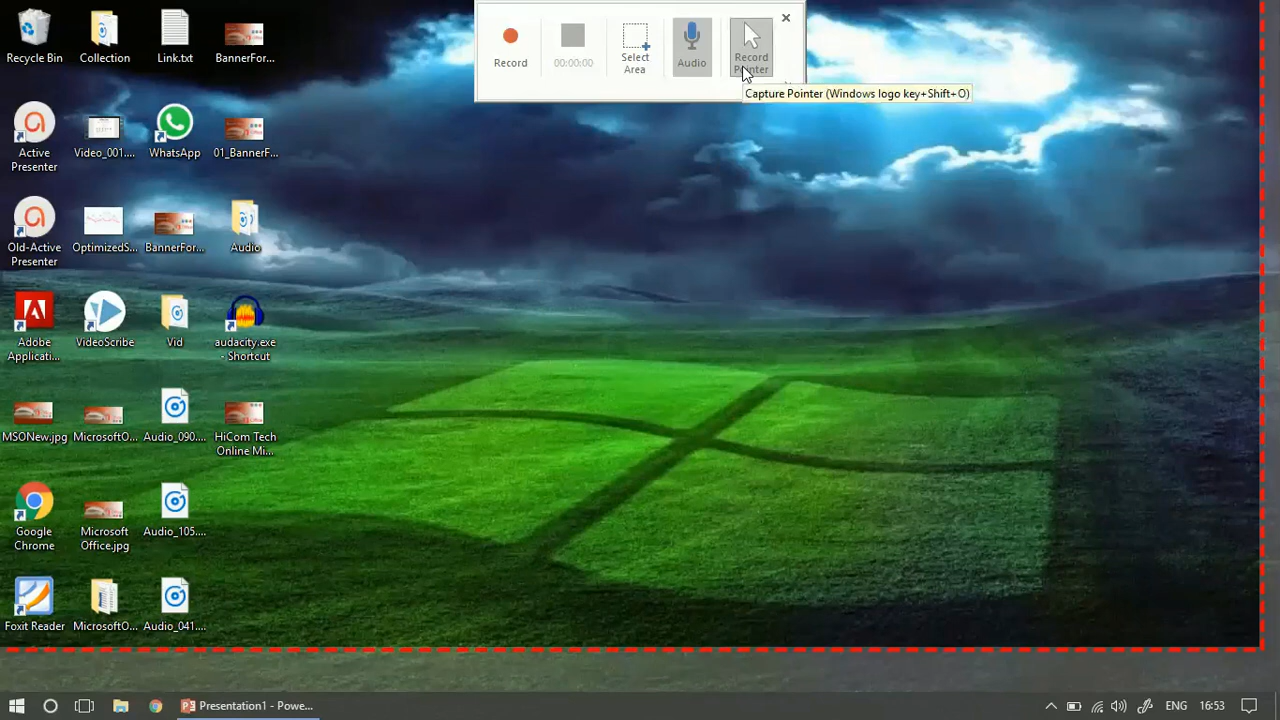 Record
00:00:00
Select
Area
Audio
Record
Pointer
Capture Pointer (Windows logo key+Shift+O)
Recycle Bin
Collection
Link.txt
BannerFor...
Active
Presenter
Video_001....
WhatsApp
01_BannerF...
Old-Active
Presenter
OptimizedS...
BannerFor...
Audio
Adobe
Applicati...
VideoScribe
Vid
audacity.exe
- Shortcut
MSONew.jpg
MicrosoftO...
Audio_090....
HiCom Tech
Online Mi...
Google
Chrome
Microsoft
Office.jpg
Audio_105....
Foxit Reader
MicrosoftO...
Audio_041....
Presentation1 - Powe...
ENG
16:53